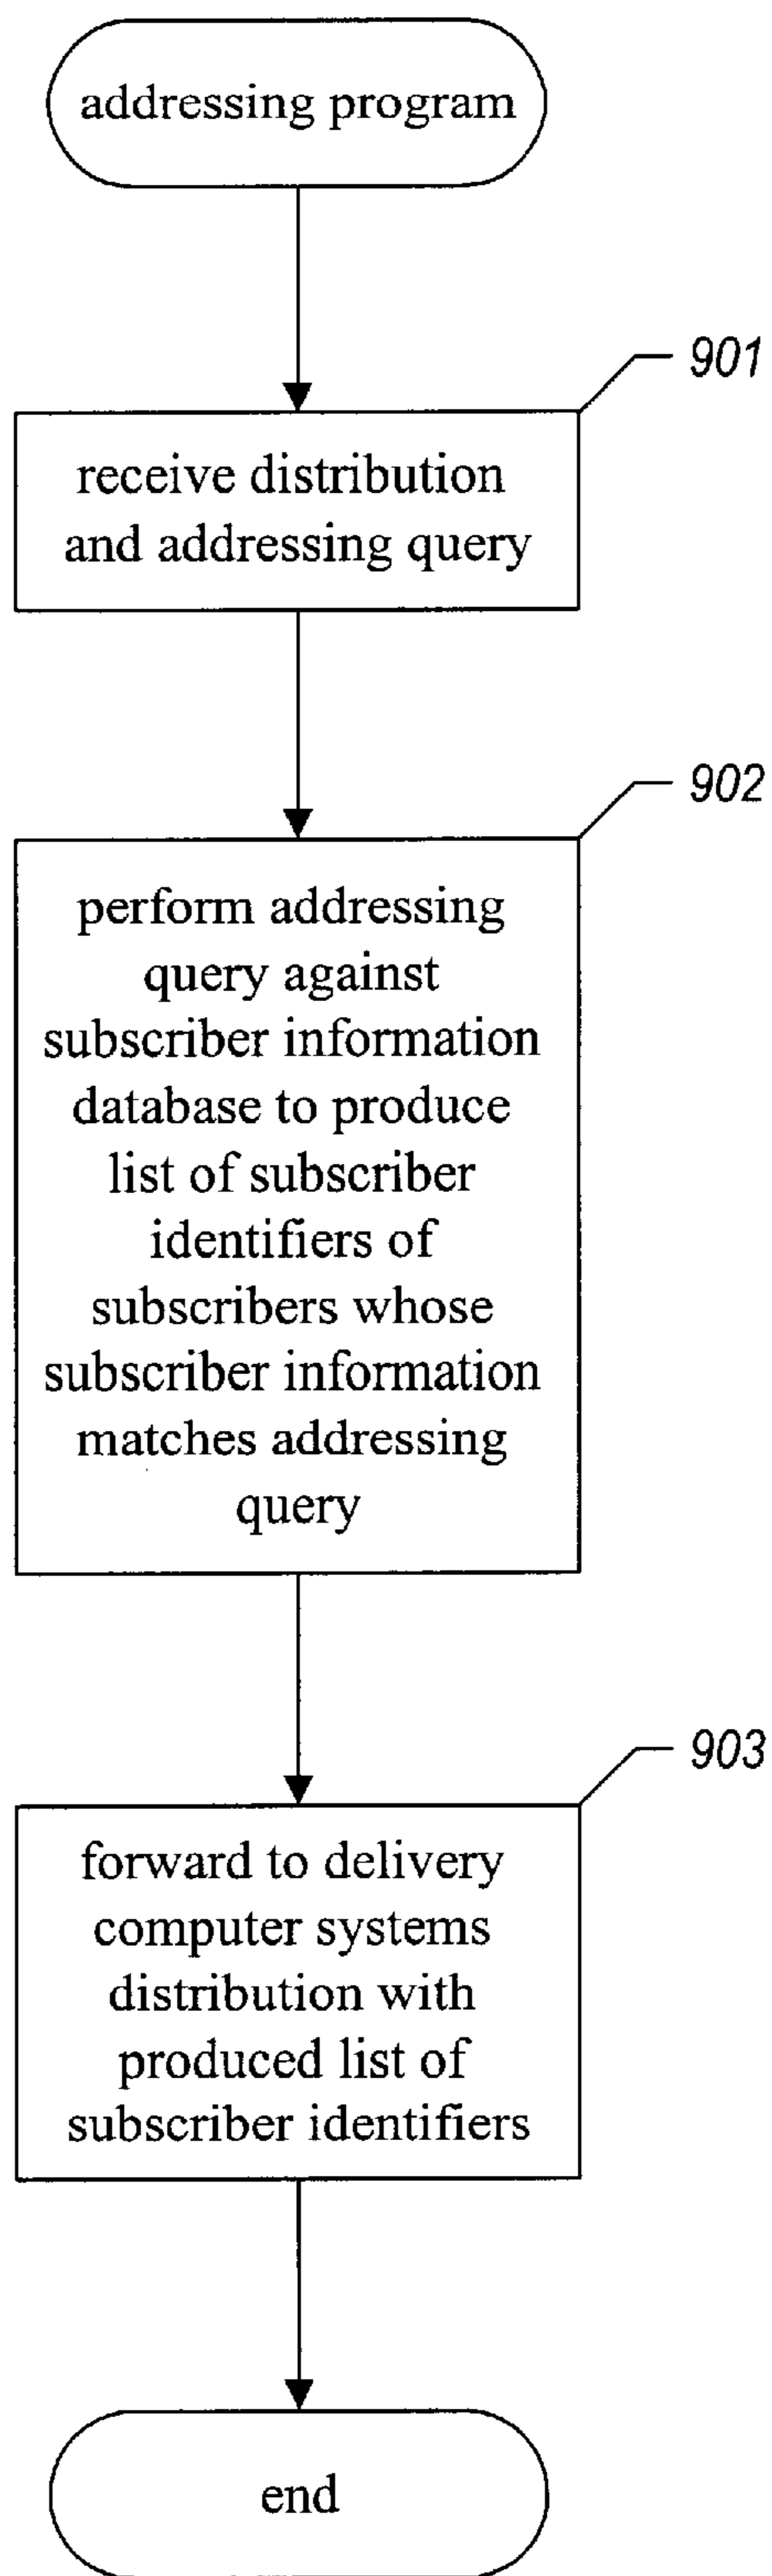 addressing program
901
receive distribution
and addressing query
902
perform addressing
query against
subscriber information
database to produce
list of subscriber
identifiers of
subscribers whose
subscriber information
matches addressing
query
903
forward to delivery
computer systems
distribution with
produced list of
subscriber identifiers
end